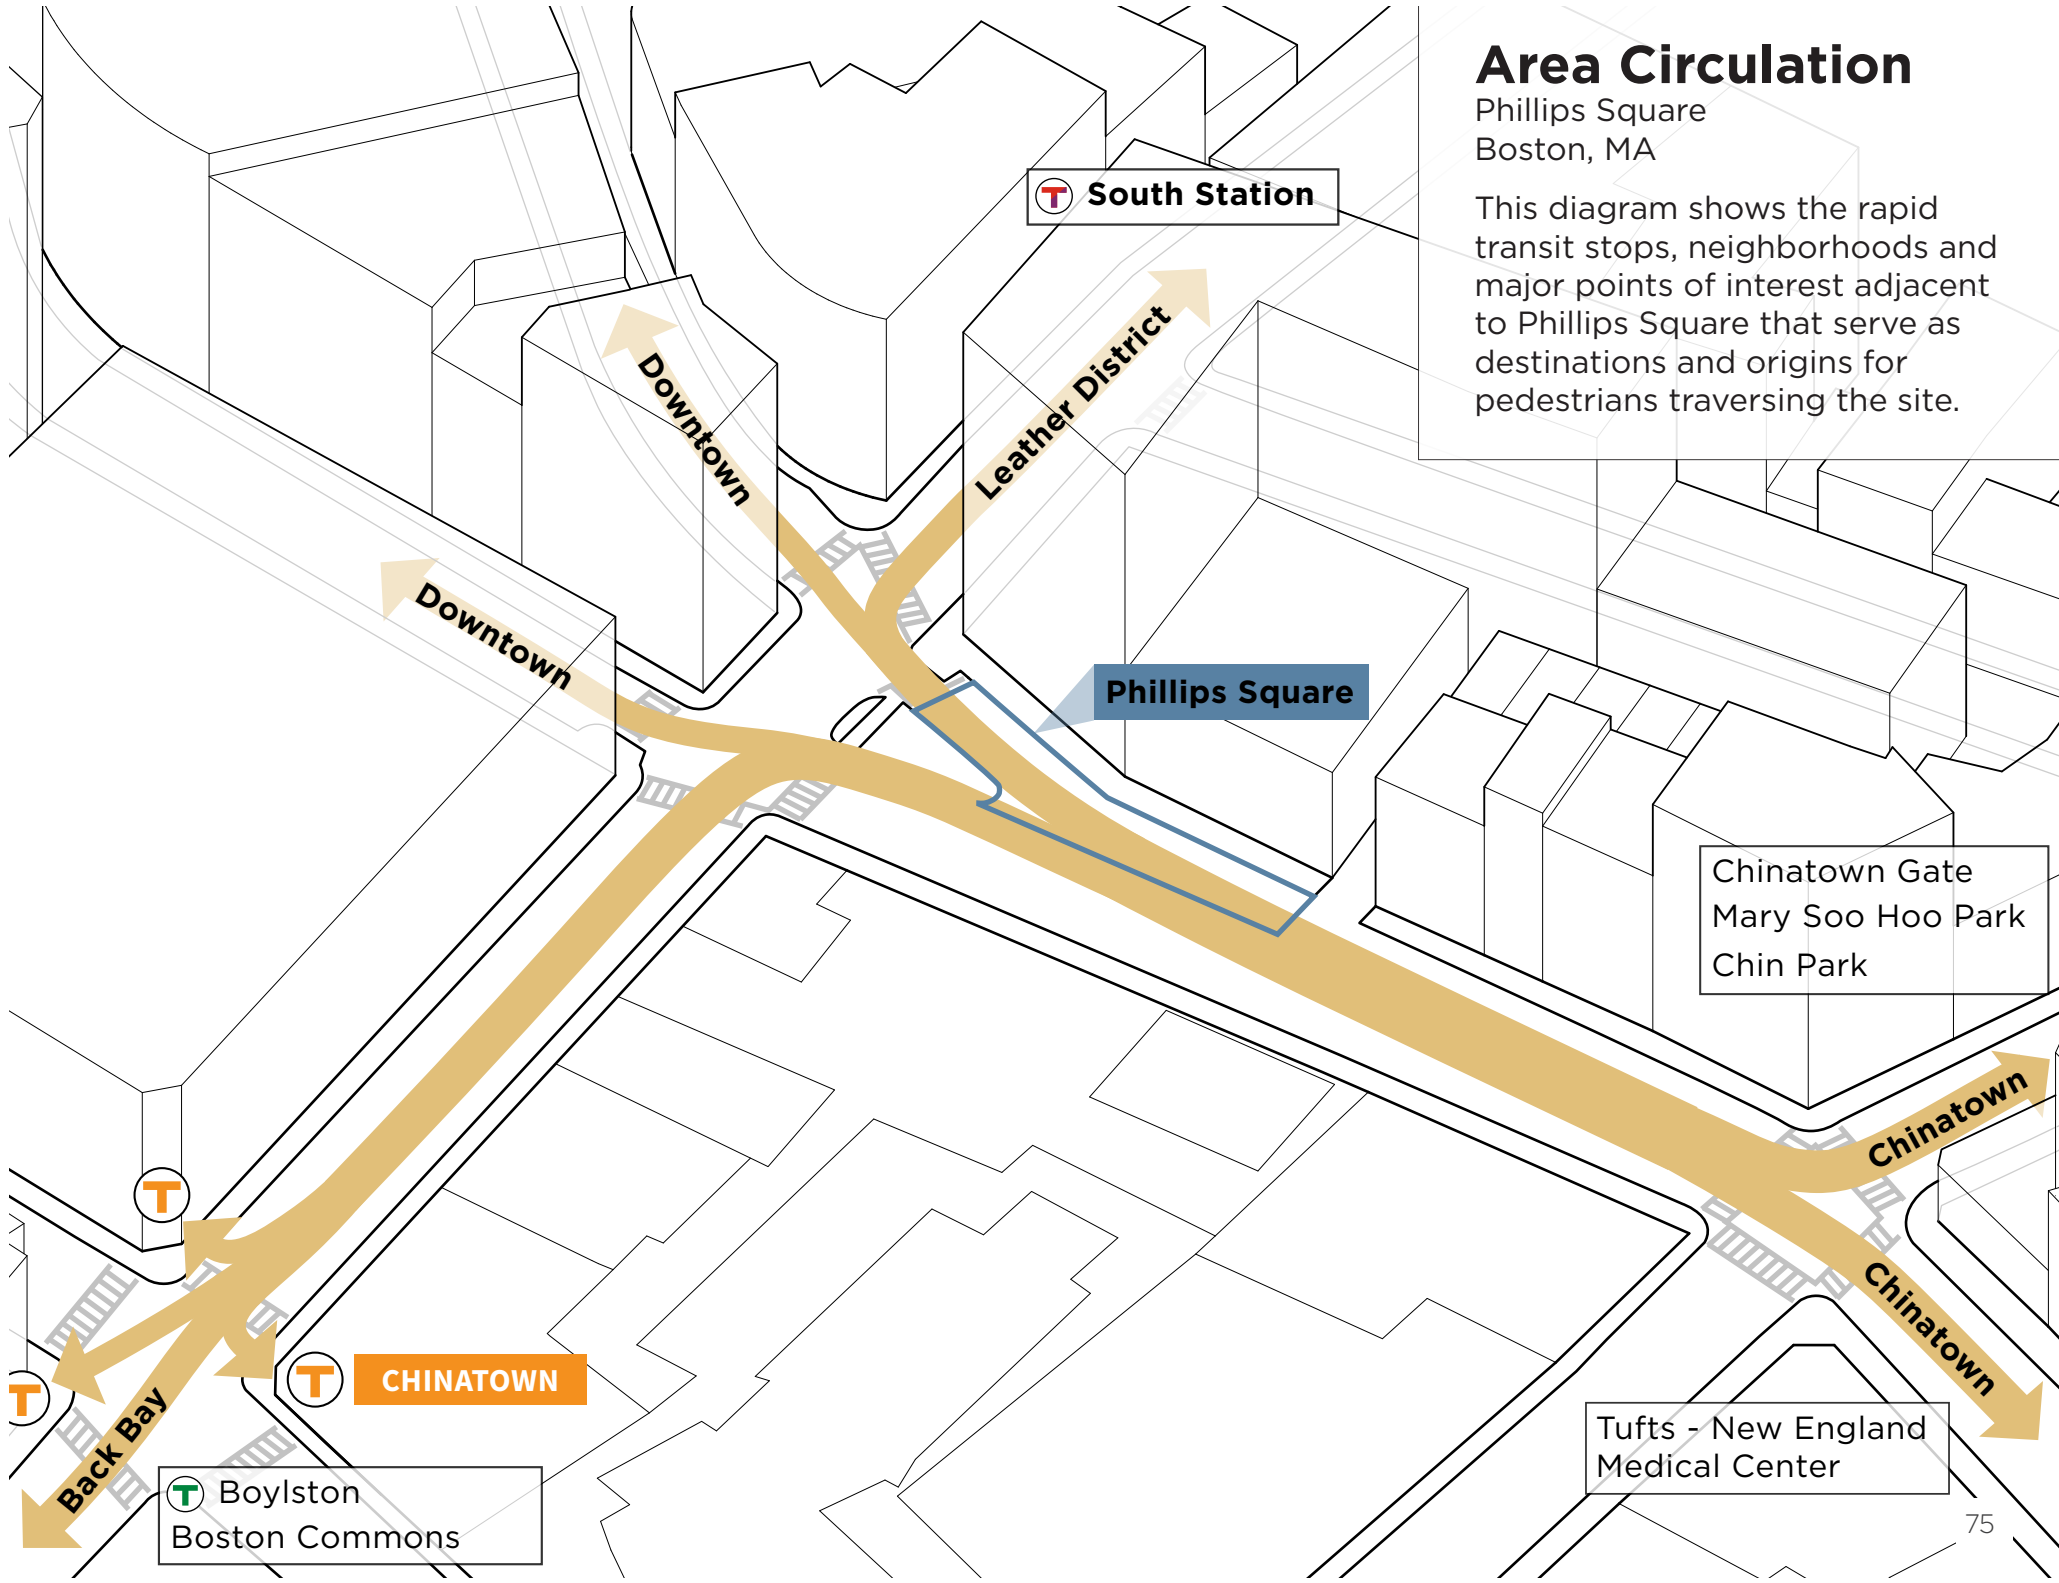 Area Circulation
Phillips Square
Boston, MA
This diagram shows the rapid
transit stops, neighborhoods and
major points of interest adjacent
to Phillips Square that serve as
destinations and origins for
pedestrians traversing the site.
T South Station
Downtown
Leather District
Downtown
Phillips Square
Chinatown Gate
Mary Soo Hoo Park
Chin Park
Chinatown
Chinatown
T
T
T CHINATOWN
Back Bay
T Boylston
Boston Commons
Tufts - New England
Medical Center
75